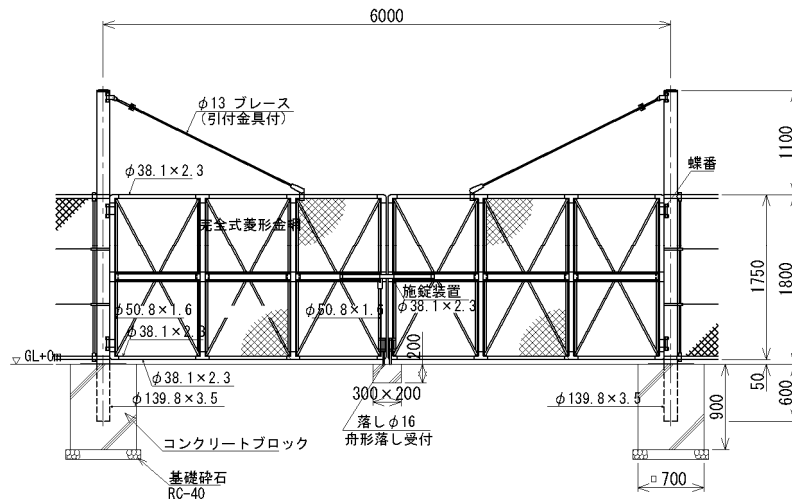 6000
φ13 ブレース
(引付金具付)
φ38.1×2.3
蝶番
1100
完全式菱形金網
施錠装置
φ50.8×1.6
φ50.8×1.6
φ38.1×2.3
φ38.1×2.3
1750
1800
GL+0m
φ38.1×2.3
200
50
600
φ139.8×3.5
300×200
φ139.8×3.5
900
落しφ16
舟形落し受付
コンクリートブロック
基礎砕石
RC-40
□700